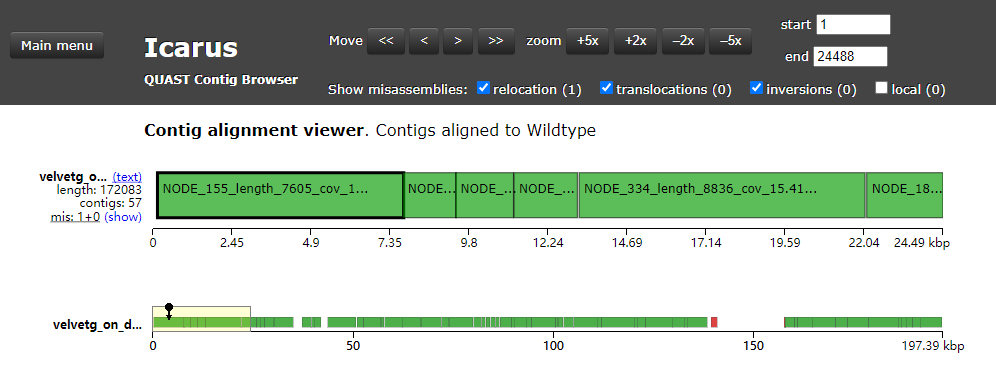 Main menu
Icarus
QUAST Contig Browser
Move << < > >> zoom +5x +2x –2x –5x
start 1
end 24488
Show misassemblies: relocation (1) translocations (0) inversions (0) local (0)
Contig alignment viewer. Contigs aligned to Wildtype
velvetg_o... (text)
length: 172083
contigs: 57
mis: 1+0 (show)
NODE_155_length_7605_cov_1... NODE... NODE_... NODE_... NODE_334_length_8836_cov_15.41... NODE_18...
0 2.45 4.9 7.35 9.8 12.24 14.69 17.14 19.59 22.04 24.49 kbp
velvetg_on_d...
0 50 100 150 197.39 kbp